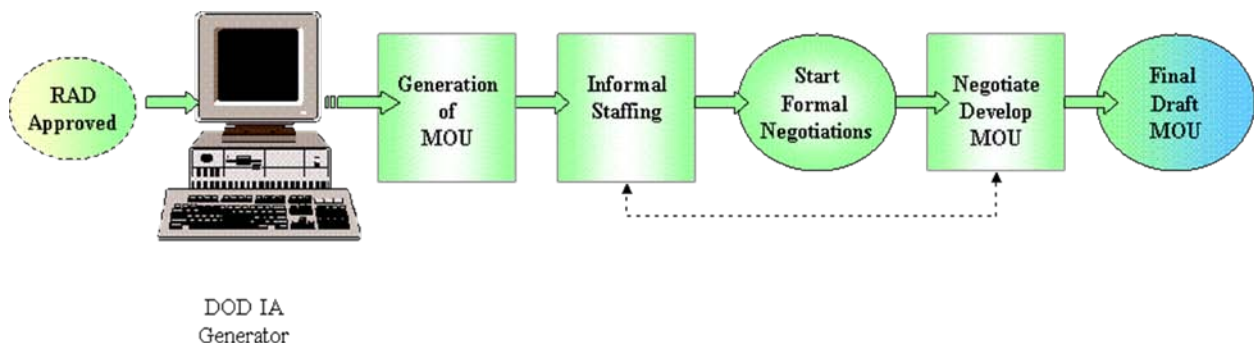 RAD
Approved
Generation
of
MOU
Informal
Staffing
Start
Formal
Negotiations
Negotiate
Develop
MOU
Final
Draft
MOU
DOD IA
Generator